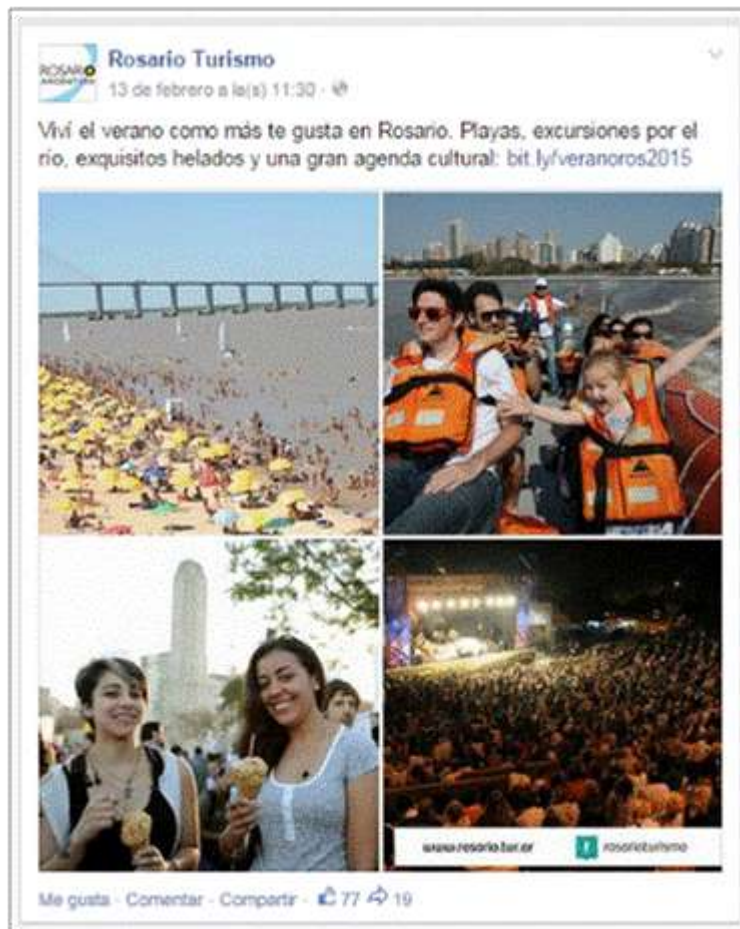 ROSARIO
ARGENTINA
Rosario Turismo
13 de febrero a la(s) 11:30 ·
Viví el verano como más te gusta en Rosario. Playas, excursiones por el
río, exquisitos helados y una gran agenda cultural: bit.ly/veranoros2015
www.rosario.tur.ar
rosarioturismo
Me gusta · Comentar · Compartir · 77 19